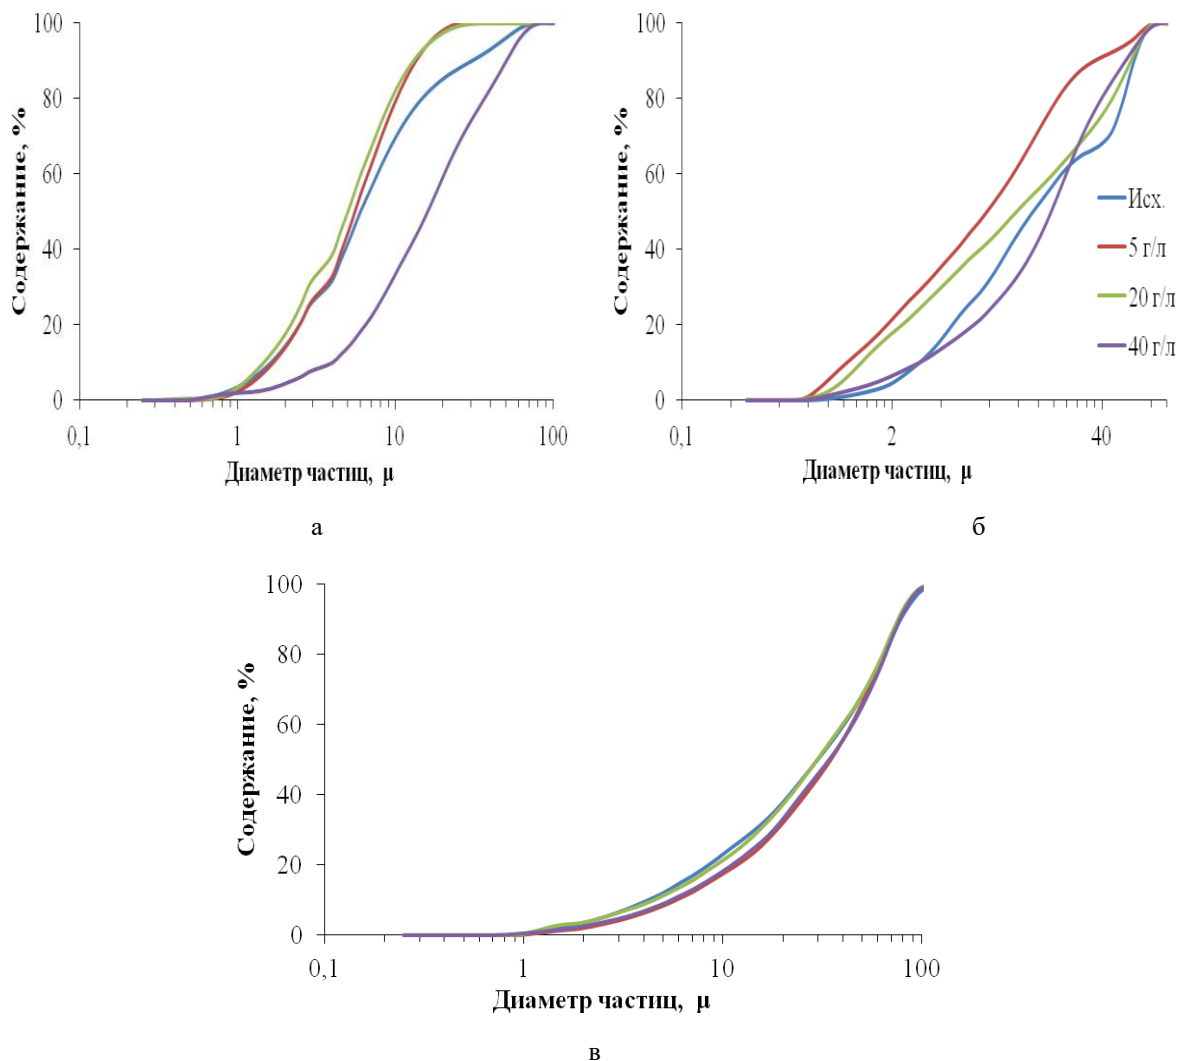 100
80
60
40
20
0
0,1
1
10
100
Содержание, %
Диаметр частиц, μ
а
100
80
60
40
20
0
0,1
2
40
Содержание, %
Диаметр частиц, μ
Исх.
5 г/л
20 г/л
40 г/л
б
100
80
60
40
20
0
0,1
1
10
100
Содержание, %
Диаметр частиц, μ
в